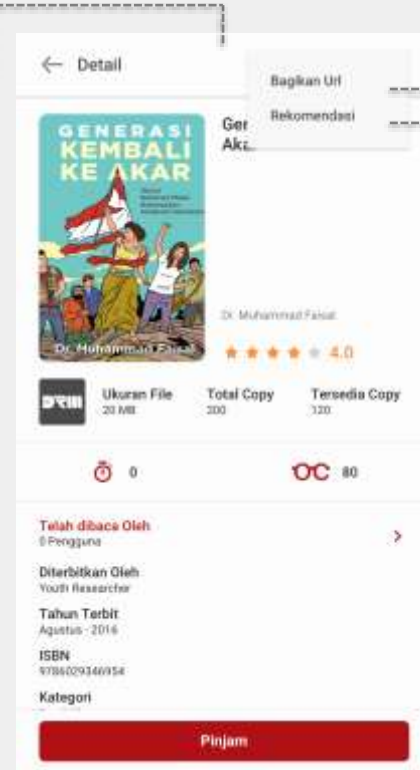 Detail
Bagikan Url
Rekomendasi
GENERASI
KEMBALI
KE AKAR
Dr. Muhammad Faisal
Dr. Muhammad Faisal
4.0
DRM
Ukuran File
20 MB
Total Copy
200
Tersedia Copy
120
0
80
Telah dibaca Oleh
0 Pengguna
Diterbitkan Oleh
Youth Researcher
Tahun Terbit
Agustus - 2016
ISBN
9786029346954
Kategori
Pinjam